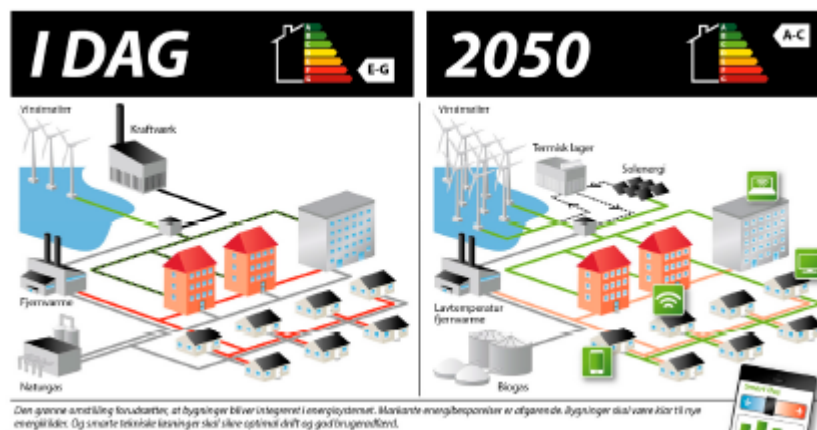 I DAG
A
B
C
D
E
F
G
E-G
2050
A
B
C
D
E
F
G
A-C
Vindmøller
Kraftværk
Fjernvarme
Naturgas
Vindmøller
Termisk lager
Solenergi
Lavtemperatur
fjernvarme
Biogas
Den grønne omstilling forudsætter, at bygninger bliver integreret i energisystemet. Markante energibesparelser er afgørende. Bygninger skal være klar til nye
energikilder. Og smarte tekniske løsninger skal sikre optimal drift og god brugeradfærd.